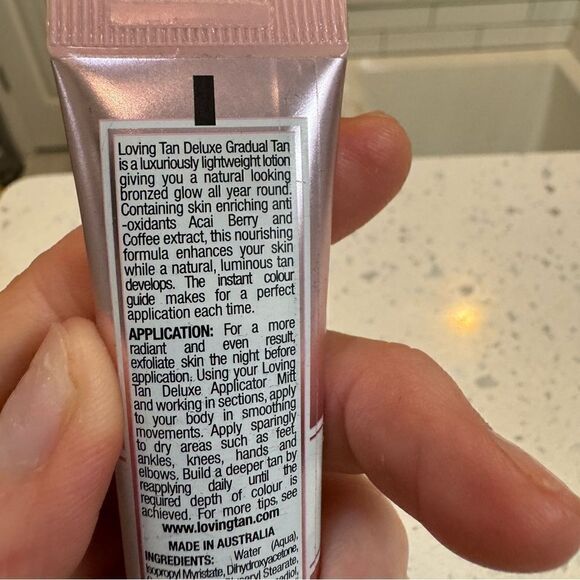 Loving Tan Deluxe Gradual Tan
is a luxuriously lightweight lotion
giving you a natural looking
bronzed glow all year round.
Containing skin enriching anti
-oxidants Acai Berry and
Coffee extract, this nourishing
formula enhances your skin
while a natural, luminous tan
develops. The instant colour
guide makes for a perfect
application each time.
APPLICATION: For a more
radiant and even result,
exfoliate skin the night before
application. Using your Loving
Tan Deluxe Applicator Mitt
and working in sections, apply
to your body in smoothing
movements. Apply sparingly
to dry areas such as feet,
ankles, knees, hands and
elbows. Build a deeper tan by
reapplying daily until the
required depth of colour is
achieved. For more tips, see
www.lovingtan.com
MADE IN AUSTRALIA
INGREDIENTS: Water (Aqua),
Isopropyl Myristate, Dihydroxyacetone,
Stearate,